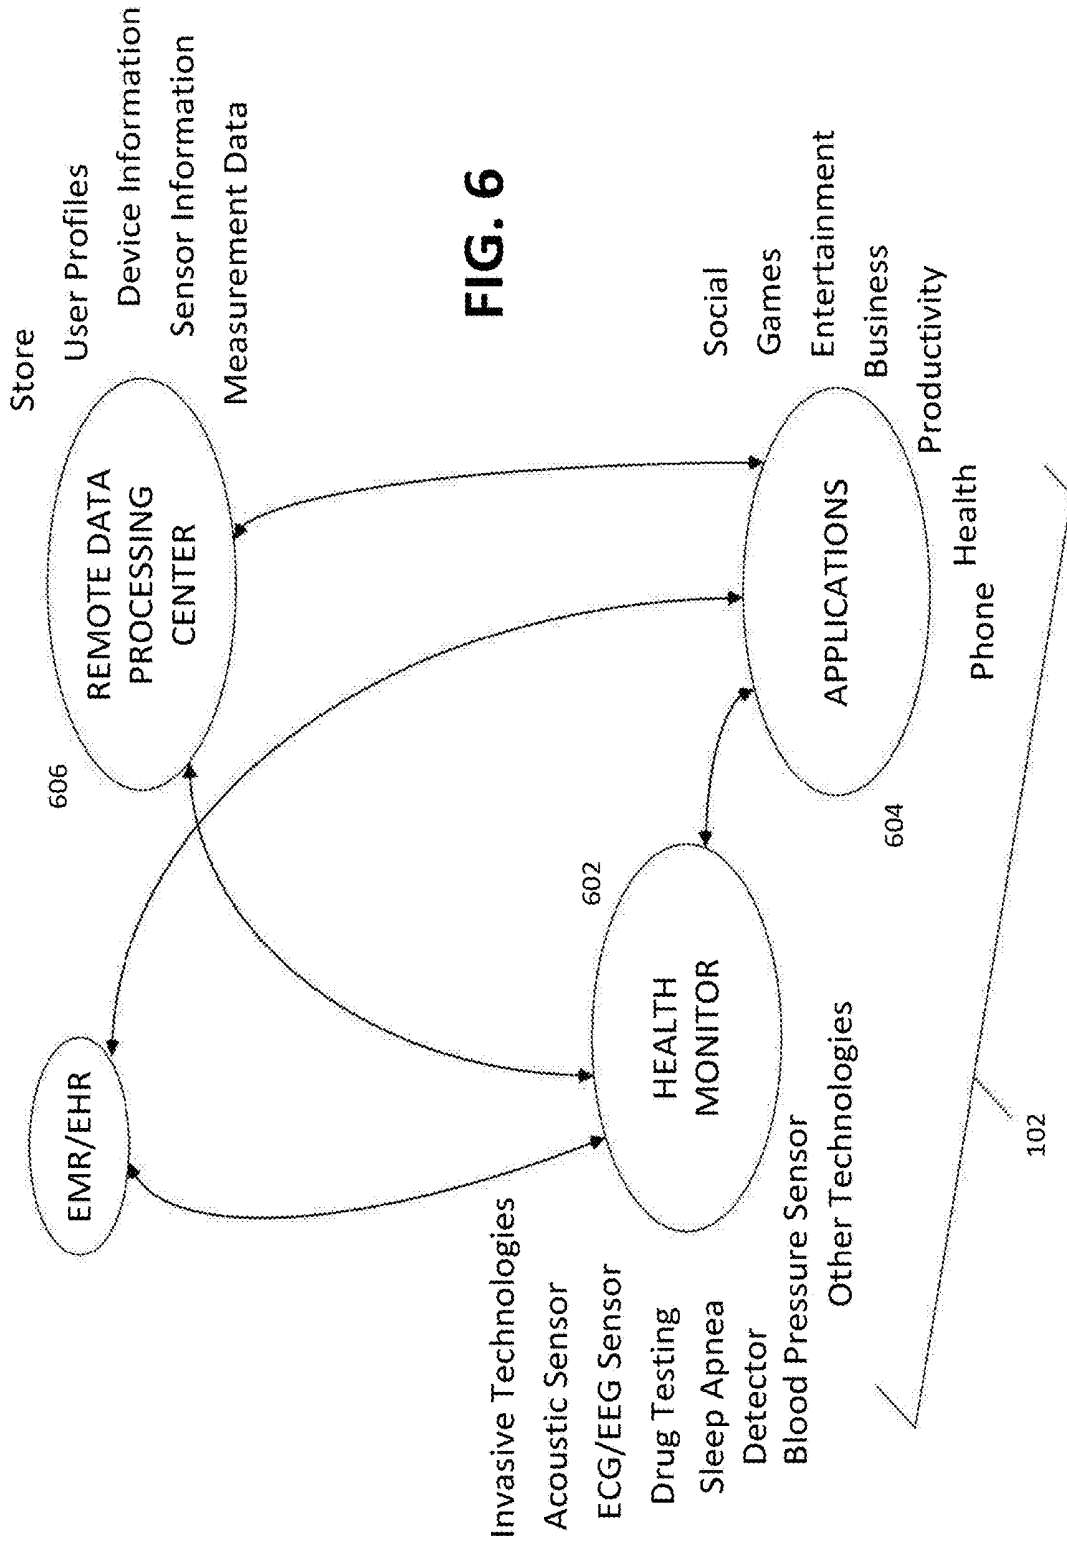 EMR/EHR
606
REMOTE DATA
PROCESSING
CENTER
Store
User Profiles
Device Information
Sensor Information
Measurement Data
FIG. 6
Invasive Technologies
Acoustic Sensor
ECG/EEG Sensor
Drug Testing
Sleep Apnea
Detector
Blood Pressure Sensor
Other Technologies
602
HEALTH
MONITOR
604
APPLICATIONS
Social
Games
Entertainment
Business
Productivity
Health
Phone
102